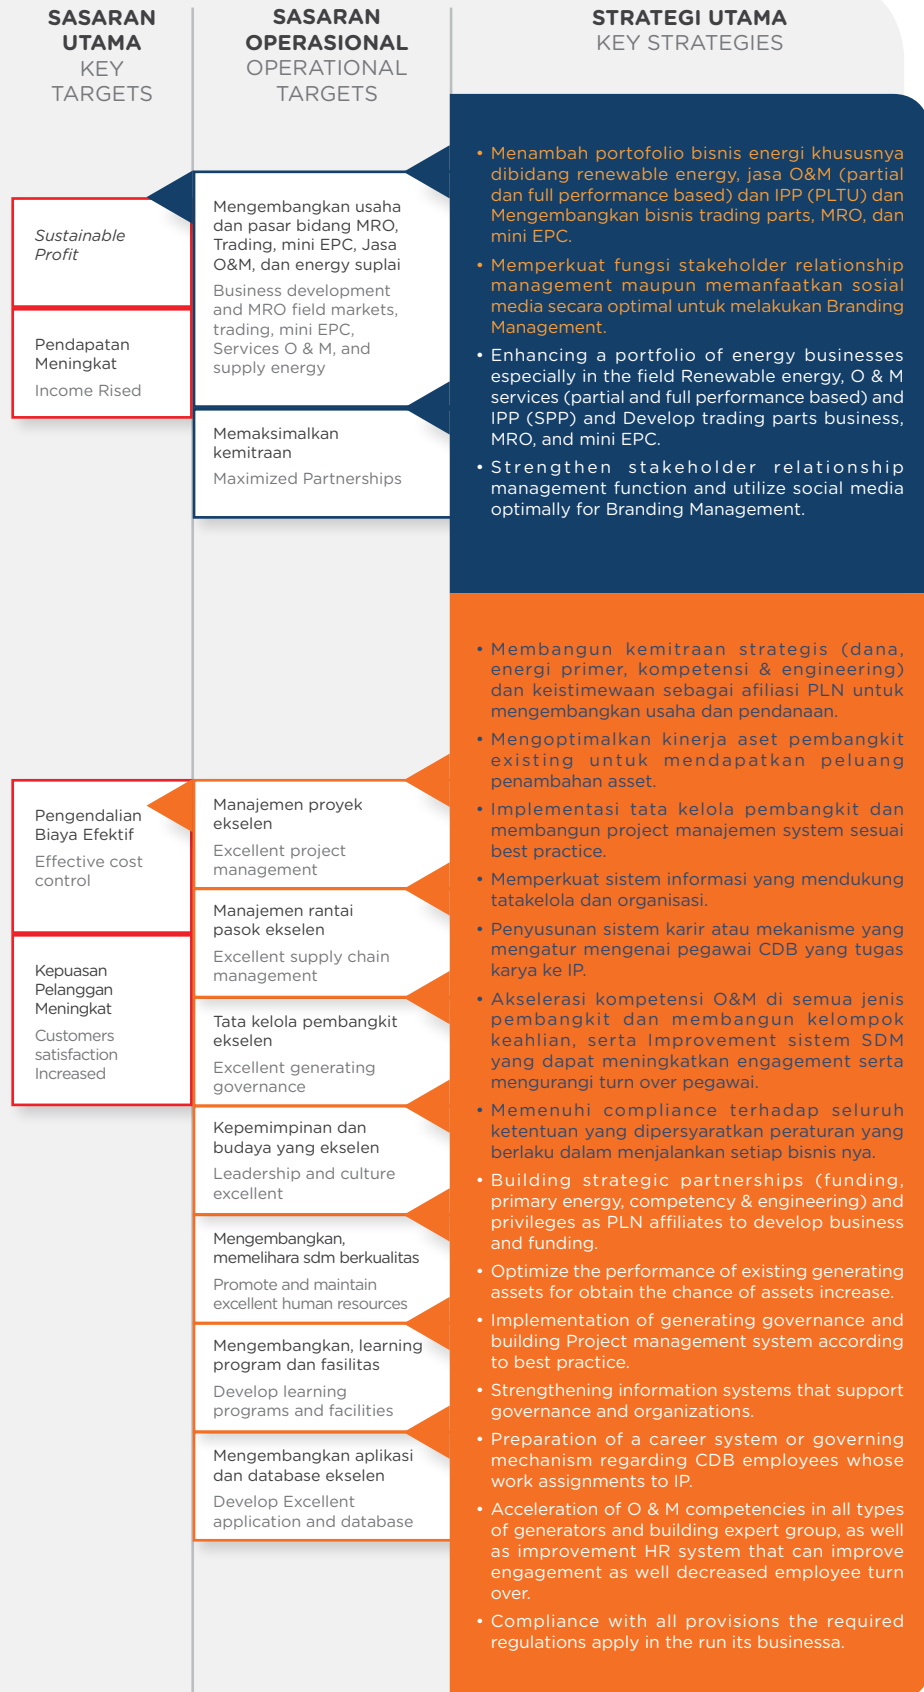 SASARAN
UTAMA
KEY
TARGETS
SASARAN
OPERASIONAL
OPERATIONAL
TARGETS
STRATEGI UTAMA
KEY STRATEGIES
Sustainable
Profit
Pendapatan
Meningkat
Income Rised
Mengembangkan usaha
dan pasar bidang MRO,
Trading, mini EPC, Jasa
O&M, dan energy suplai
Business development
and MRO field markets,
trading, mini EPC,
Services O & M, and
supply energy
Memaksimalkan
kemitraan
Maximized Partnerships
• Menambah portofolio bisnis energi khususnya
dibidang renewable energy, jasa O&M (partial
dan full performance based) dan IPP (PLTU) dan
Mengembangkan bisnis trading parts, MRO, dan
mini EPC.
• Memperkuat fungsi stakeholder relationship
management maupun memanfaatkan sosial
media secara optimal untuk melakukan Branding
Management.
• Enhancing a portfolio of energy businesses
especially in the field Renewable energy, O & M
services (partial and full performance based) and
IPP (SPP) and Develop trading parts business,
MRO, and mini EPC.
• Strengthen stakeholder relationship
management function and utilize social media
optimally for Branding Management.
Pengendalian
Biaya Efektif
Effective cost
control
Kepuasan
Pelanggan
Meningkat
Customers
satisfaction
Increased
Manajemen proyek
ekselen
Excellent project
management
Manajemen rantai
pasok ekselen
Excellent supply chain
management
Tata kelola pembangkit
ekselen
Excellent generating
governance
Kepemimpinan dan
budaya yang ekselen
Leadership and culture
excellent
Mengembangkan,
memelihara sdm berkualitas
Promote and maintain
excellent human resources
Mengembangkan, learning
program dan fasilitas
Develop learning
programs and facilities
Mengembangkan aplikasi
dan database ekselen
Develop Excellent
application and database
• Membangun kemitraan strategis (dana,
energi primer, kompetensi & engineering)
dan keistimewaan sebagai afiliasi PLN untuk
mengembangkan usaha dan pendanaan.
• Mengoptimalkan kinerja aset pembangkit
existing untuk mendapatkan peluang
penambahan asset.
• Implementasi tata kelola pembangkit dan
membangun project manajemen system sesuai
best practice.
• Memperkuat sistem informasi yang mendukung
tatakelola dan organisasi.
• Penyusunan sistem karir atau mekanisme yang
mengatur mengenai pegawai CDB yang tugas
karya ke IP.
• Akselerasi kompetensi O&M di semua jenis
pembangkit dan membangun kelompok
keahlian, serta Improvement sistem SDM
yang dapat meningkatkan engagement serta
mengurangi turn over pegawai.
• Memenuhi compliance terhadap seluruh
ketentuan yang dipersyaratkan peraturan yang
berlaku dalam menjalankan setiap bisnis nya.
• Building strategic partnerships (funding,
primary energy, competency & engineering) and
privileges as PLN affiliates to develop business
and funding.
• Optimize the performance of existing generating
assets for obtain the chance of assets increase.
• Implementation of generating governance and
building Project management system according
to best practice.
• Strengthening information systems that support
governance and organizations.
• Preparation of a career system or governing
mechanism regarding CDB employees whose
work assignments to IP.
• Acceleration of O & M competencies in all types
of generators and building expert group, as well
as improvement HR system that can improve
engagement as well decreased employee turn
over.
• Compliance with all provisions the required
regulations apply in the run its businessa.